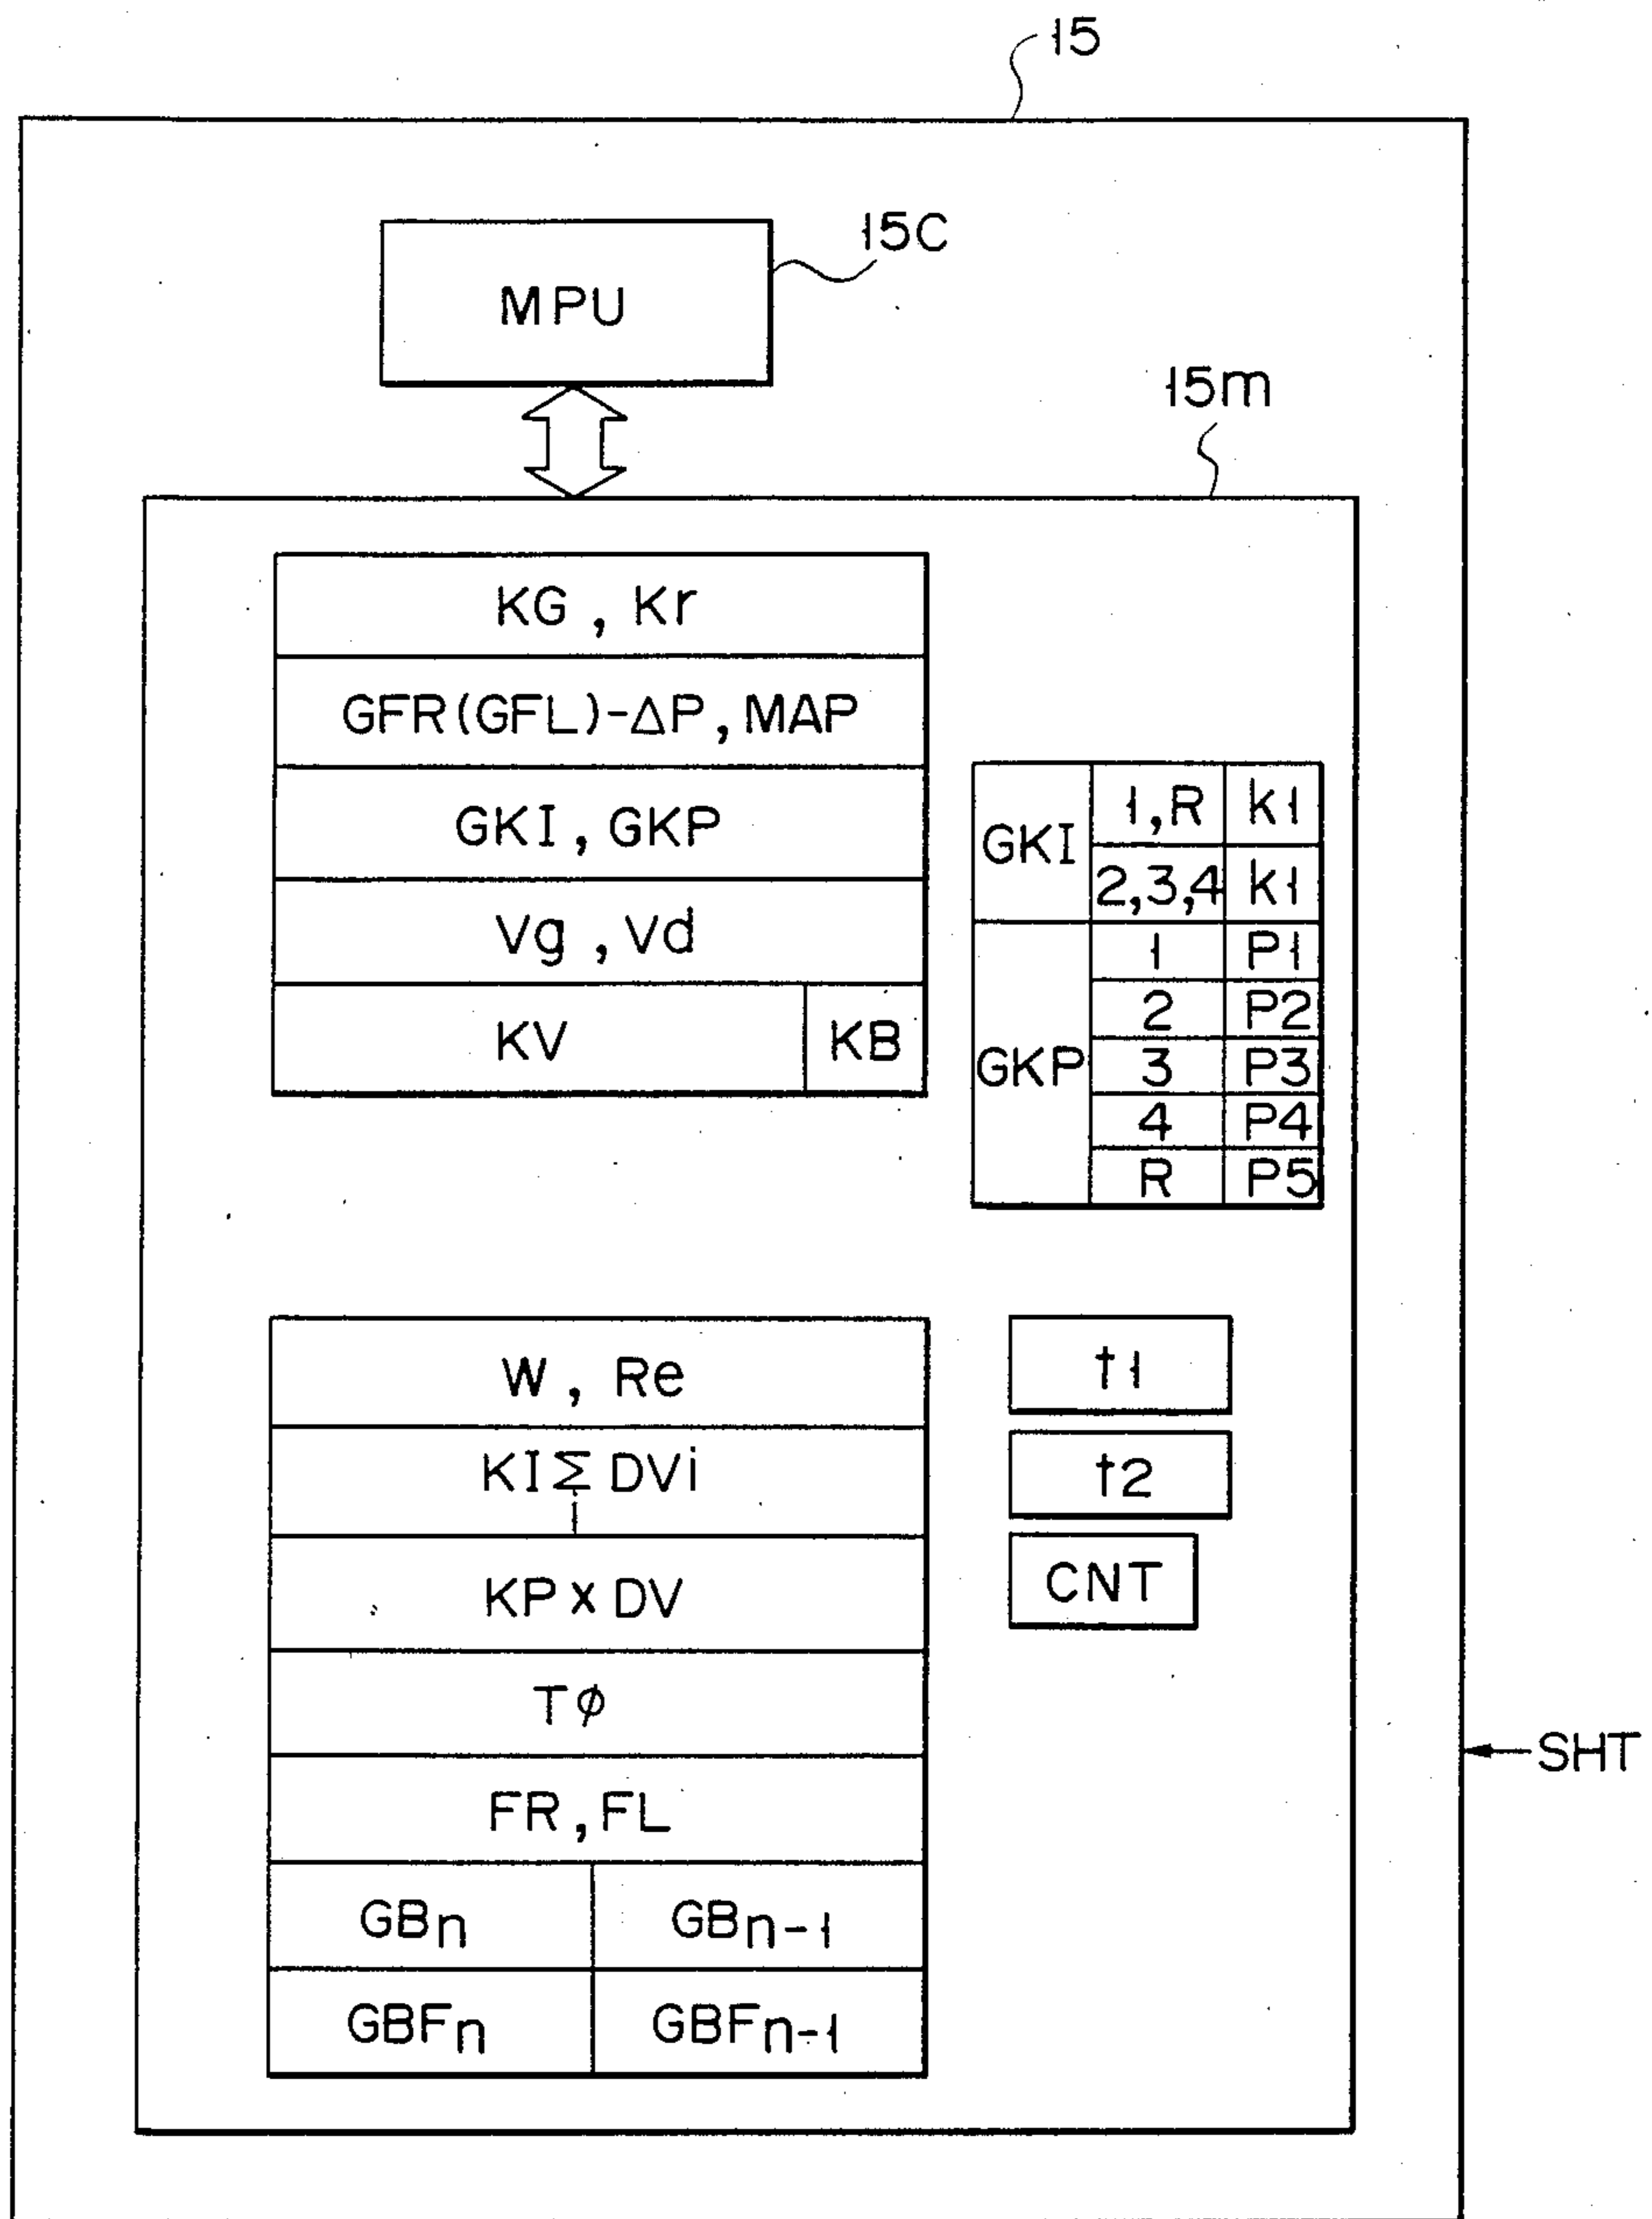 15
MPU
15C
15m
KG, Kr
GFR(GFL)-ΔP, MAP
GKI, GKP
Vg, Vd
KV KB
GKI 1,R k1
2,3,4 k1
GKP 1 P1
2 P2
3 P3
4 P4
R P5
W, Re
KIΣDVi
KP×DV
Tφ
FR, FL
GBn GBn-1
GBFn GBFn-1
t1
t2
CNT
SHT